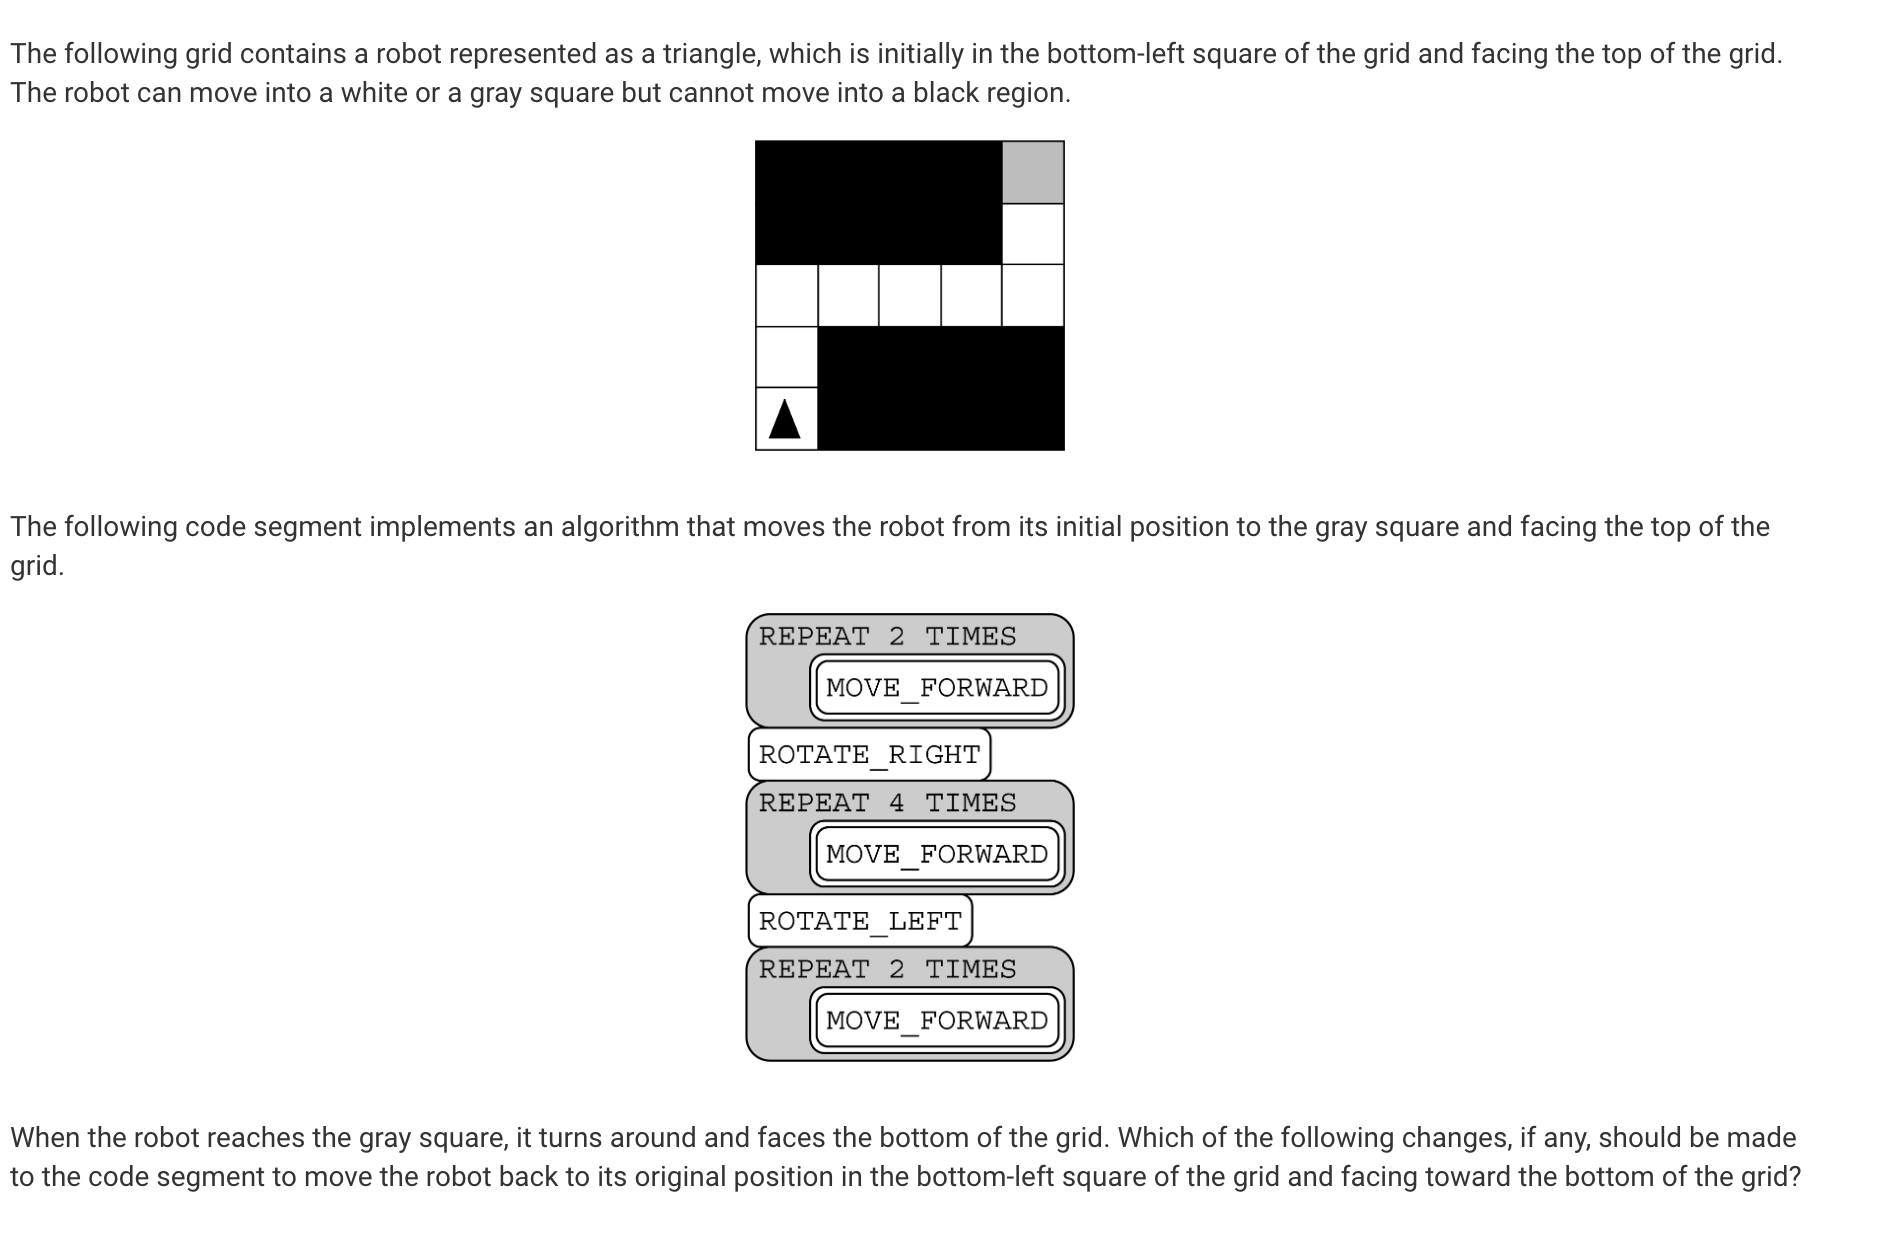 The following grid contains a robot represented as a triangle, which is initially in the bottom-left square of the grid and facing the top of the grid.
The robot can move into a white or a gray square but cannot move into a black region.
The following code segment implements an algorithm that moves the robot from its initial position to the gray square and facing the top of the
grid.
REPEAT 2 TIMES
MOVE_FORWARD
ROTATE_RIGHT
REPEAT 4 TIMES
MOVE_FORWARD
ROTATE_LEFT
REPEAT 2 TIMES
MOVE_FORWARD
When the robot reaches the gray square, it turns around and faces the bottom of the grid. Which of the following changes, if any, should be made
to the code segment to move the robot back to its original position in the bottom-left square of the grid and facing toward the bottom of the grid?